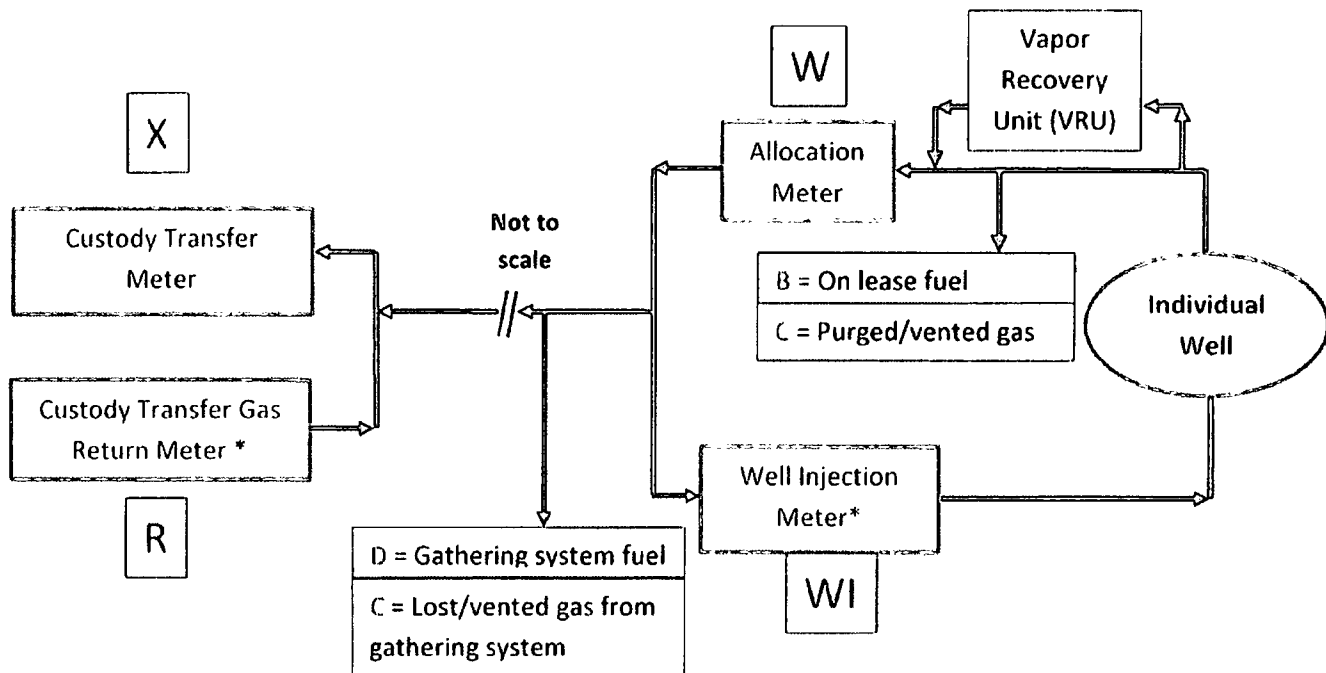 X
Custody Transfer
Meter
Custody Transfer Gas
Return Meter *
R
Not to
scale
D = Gathering system fuel
C = Lost/vented gas from
gathering system
W
Allocation
Meter
Vapor
Recovery
Unit (VRU)
B = On lease fuel
C = Purged/vented gas
Individual
Well
Well Injection
Meter*
WI